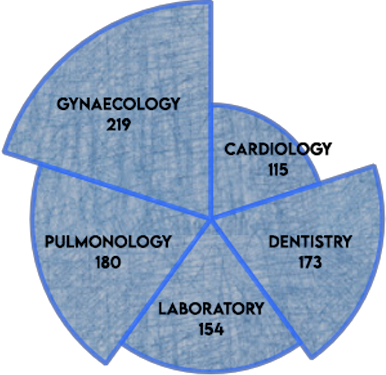 GYNAECOLOGY
219
CARDIOLOGY
115
PULMONOLOGY
180
DENTISTRY
173
LABORATORY
154